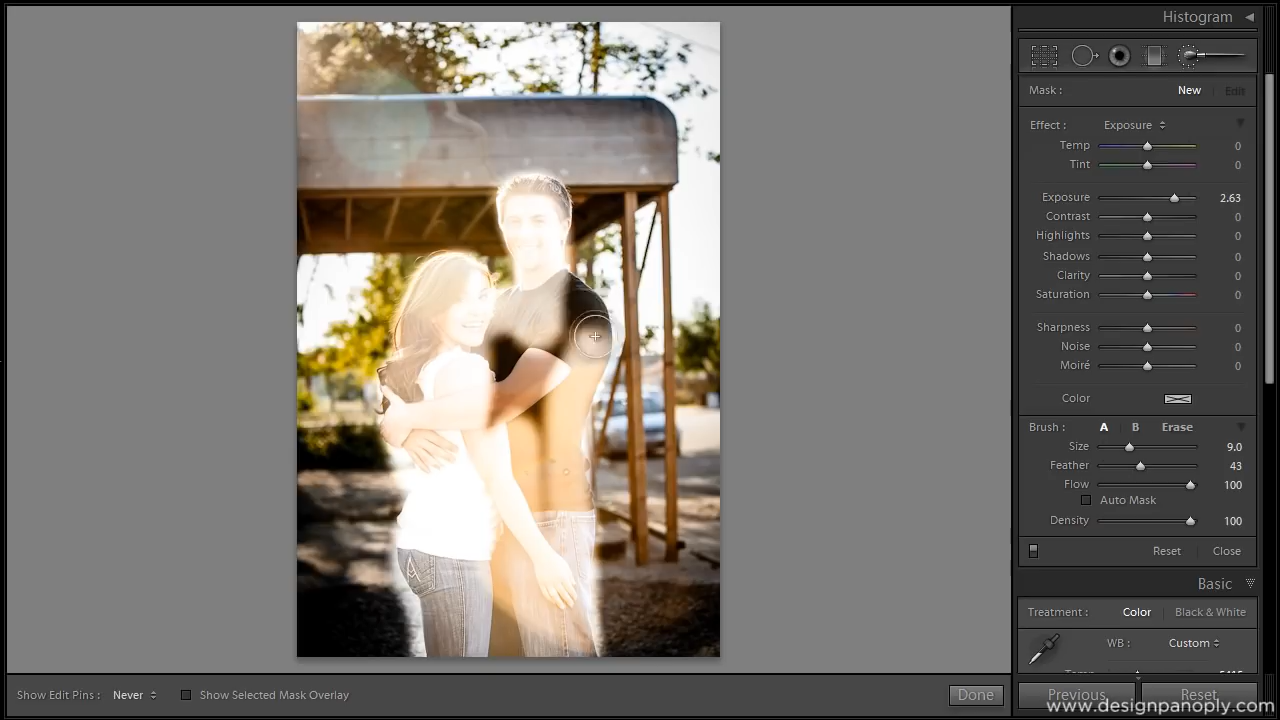 Histogram
Mask : New Edit
Effect : Exposure
Temp 0
Tint 0
Exposure 2.63
Contrast 0
Highlights 0
Shadows 0
Clarity 0
Saturation 0
Sharpness 0
Noise 0
Moiré 0
Color
Brush : A B Erase
Size 9.0
Feather 43
Flow 100
Auto Mask
Density 100
Reset Close
Basic
Treatment : Color Black & White
WB : Custom
Temp 5415
Show Edit Pins : Never Show Selected Mask Overlay Done Previous Reset
www.designpanoply.com